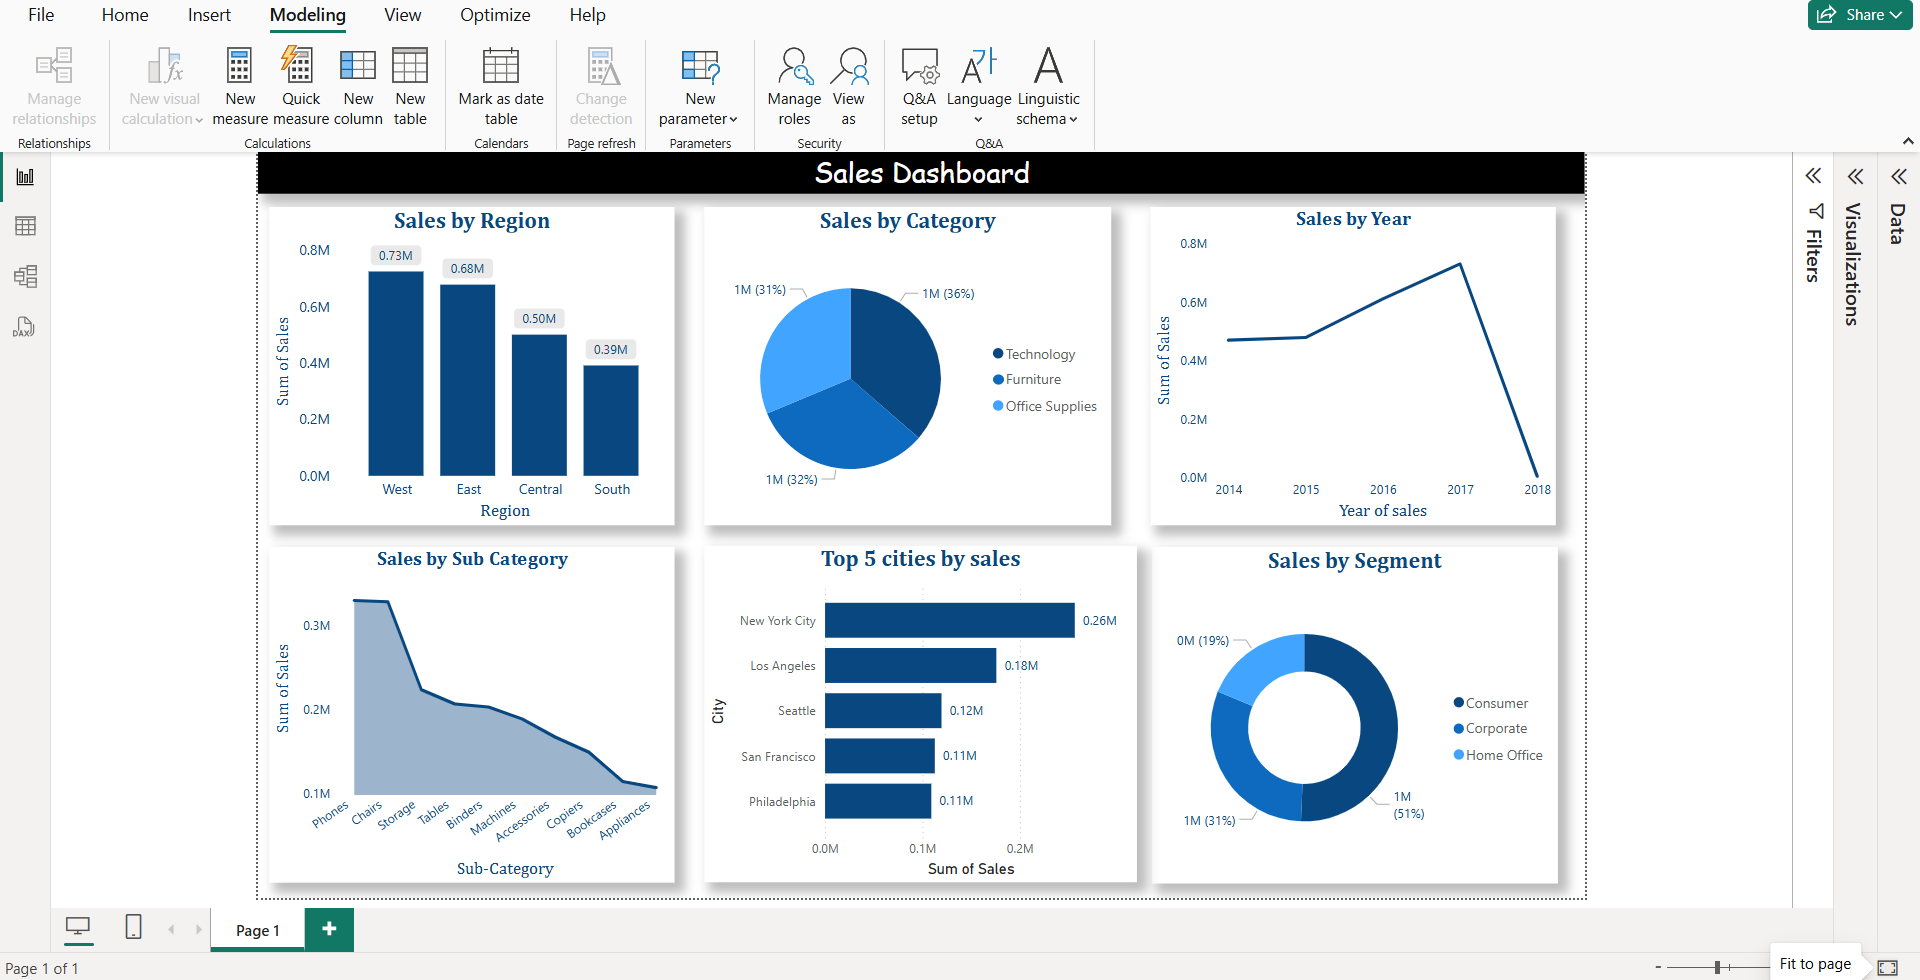 File Home Insert Modeling View Optimize Help Share
Manage relationships
New visual calculation
New measure
Quick measure
New column
New table
Mark as date table
Change detection
New parameter
Manage roles
View as
Q&A setup
Language
Linguistic schema
Relationships Calculations Calendars Page refresh Parameters Security Q&A
Sales Dashboard
Sales by Region
Sum of Sales
0.8M
0.6M
0.4M
0.2M
0.0M
0.73M
0.68M
0.50M
0.39M
West East Central South
Region
Sales by Category
1M (31%)
1M (36%)
1M (32%)
Technology
Furniture
Office Supplies
Sales by Year
Sum of Sales
0.8M
0.6M
0.4M
0.2M
0.0M
2014 2015 2016 2017 2018
Year of sales
Sales by Sub Category
Sum of Sales
0.3M
0.2M
0.1M
Phones Chairs Storage Tables Binders Machines Accessories Copiers Bookcases Appliances
Sub-Category
Top 5 cities by sales
City
New York City 0.26M
Los Angeles 0.18M
Seattle 0.12M
San Francisco 0.11M
Philadelphia 0.11M
0.0M 0.1M 0.2M
Sum of Sales
Sales by Segment
0M (19%)
1M (31%)
1M
(51%)
Consumer
Corporate
Home Office
Filters
Visualizations
Data
DAX
Page 1
Page 1 of 1
Fit to page